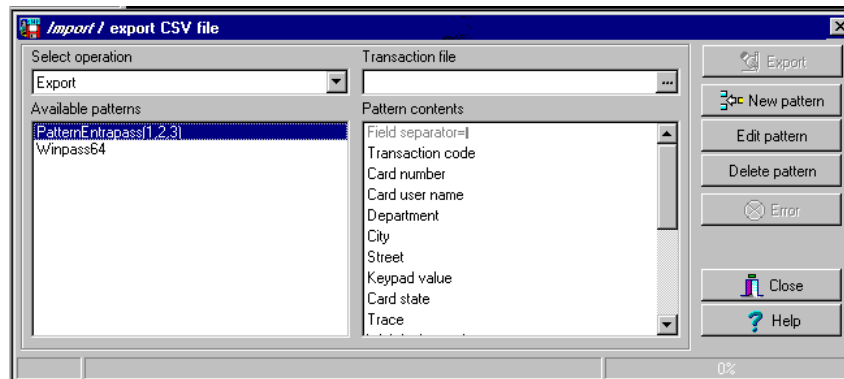 Import / export CSV file
Select operation
Export
Available patterns
PatternEntrapass(1,2,3)
Winpass64
Transaction file
...
Pattern contents
Field separator=|
Transaction code
Card number
Card user name
Department
City
Street
Keypad value
Card state
Trace
Export
New pattern
Edit pattern
Delete pattern
Error
Close
Help
0%